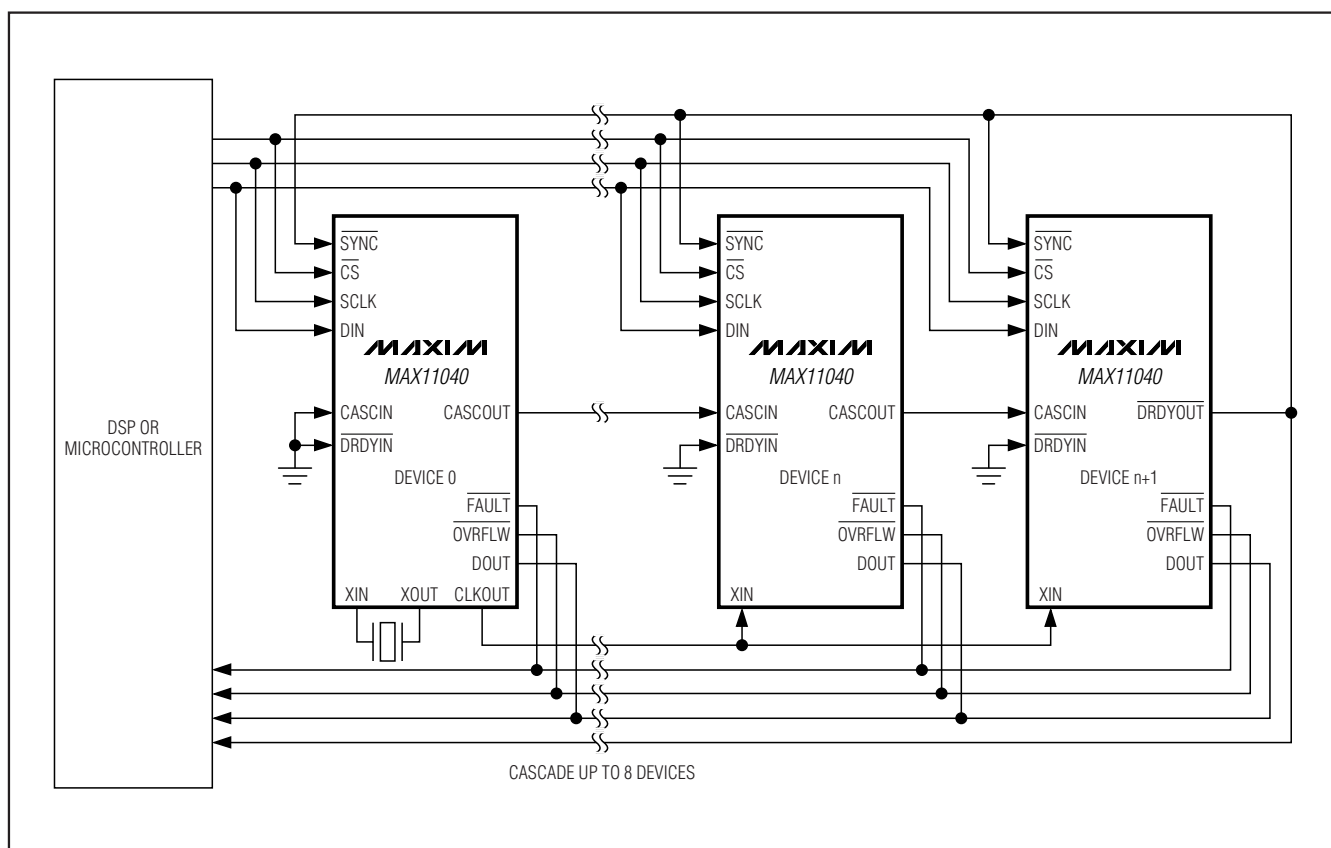 DSP OR
MICROCONTROLLER
SYNC
CS
SCLK
DIN
MAXIM
MAX11040
CASCIN
CASCOUT
DRDYIN
DEVICE 0
FAULT
OVRFLW
DOUT
XIN
XOUT
CLKOUT
SYNC
CS
SCLK
DIN
MAXIM
MAX11040
CASCIN
CASCOUT
DRDYIN
DEVICE n
FAULT
OVRFLW
DOUT
XIN
SYNC
CS
SCLK
DIN
MAXIM
MAX11040
CASCIN
DRDYOUT
DRDYIN
DEVICE n+1
FAULT
OVRFLW
DOUT
XIN
CASCADE UP TO 8 DEVICES